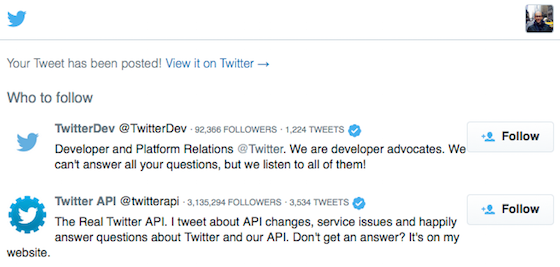 Your Tweet has been posted! View it on Twitter →
Who to follow
TwitterDev @TwitterDev · 92,366 FOLLOWERS · 1,224 TWEETS
Developer and Platform Relations @Twitter. We are developer advocates. We
can't answer all your questions, but we listen to all of them!
Follow
Twitter API @twitterapi · 3,135,294 FOLLOWERS · 3,534 TWEETS
The Real Twitter API. I tweet about API changes, service issues and happily
answer questions about Twitter and our API. Don't get an answer? It's on my
website.
Follow